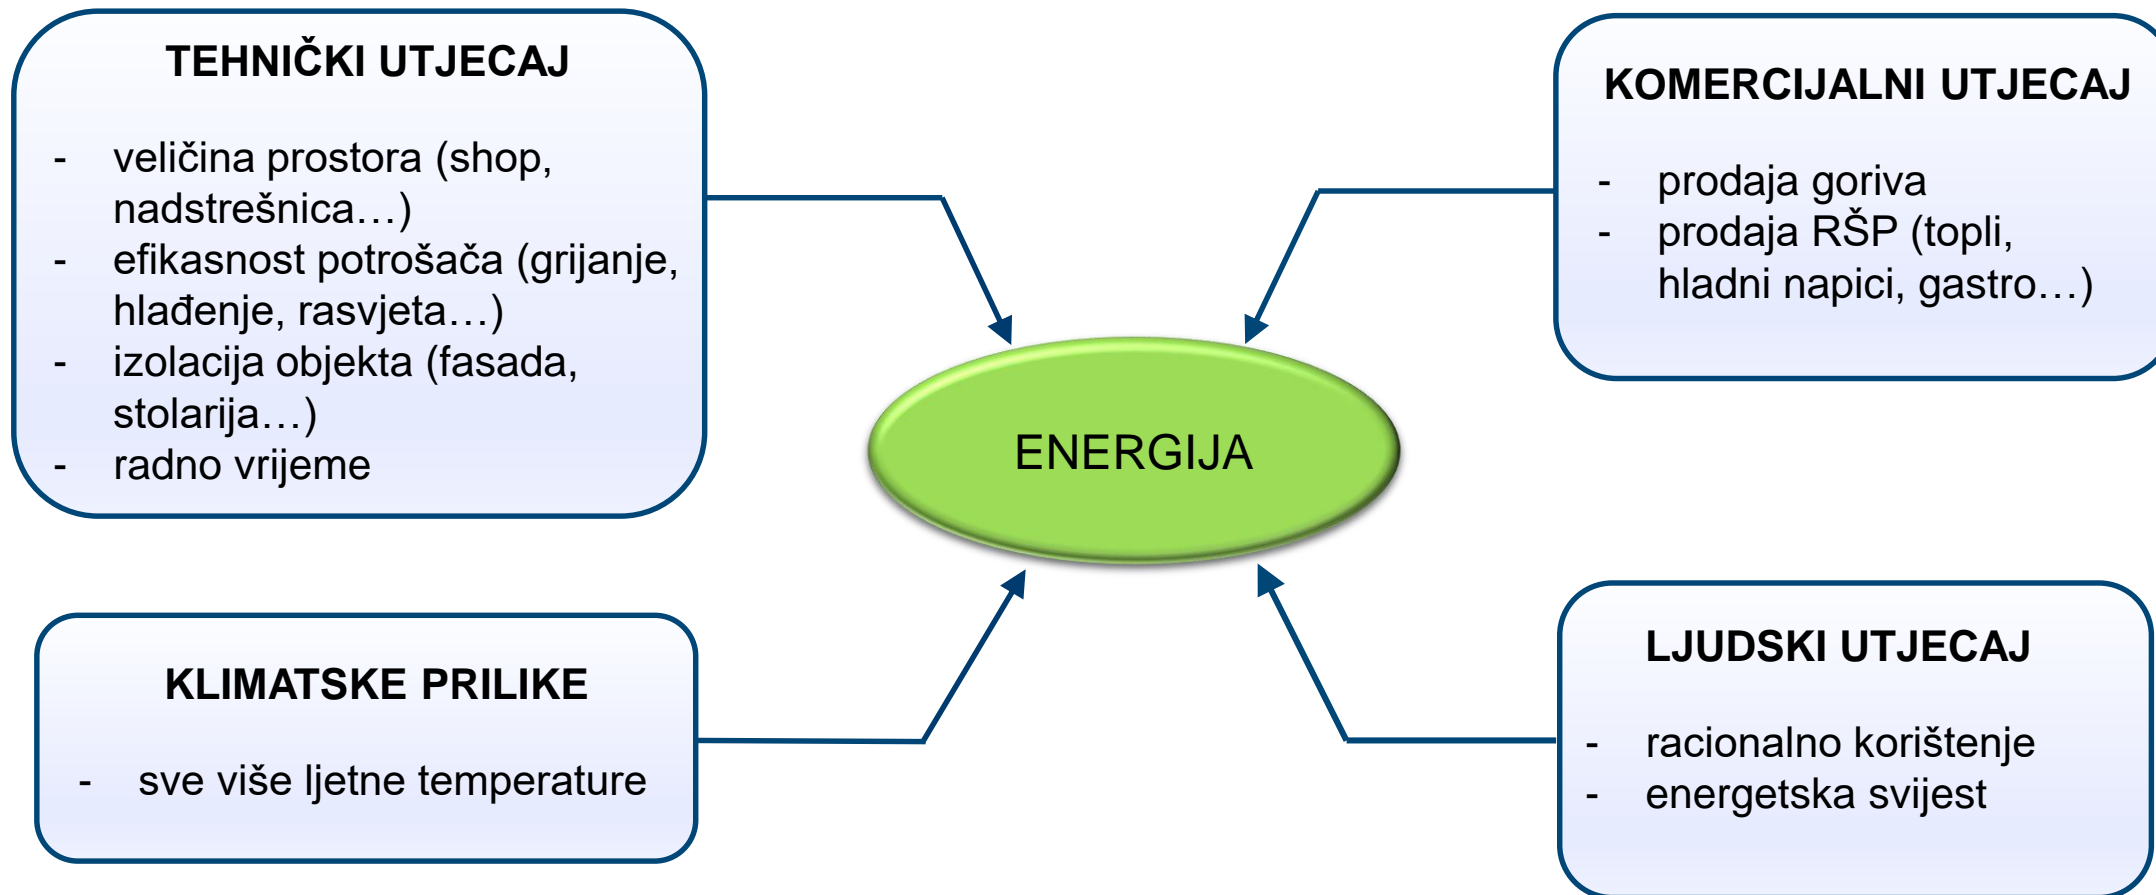 TEHNIČKI UTJECAJ
- veličina prostora (shop,
nadstrešnica…)
- efikasnost potrošača (grijanje,
hlađenje, rasvjeta…)
- izolacija objekta (fasada,
stolarija…)
- radno vrijeme
KOMERCIJALNI UTJECAJ
- prodaja goriva
- prodaja RŠP (topli,
hladni napici, gastro…)
ENERGIJA
KLIMATSKE PRILIKE
- sve više ljetne temperature
LJUDSKI UTJECAJ
- racionalno korištenje
- energetska svijest